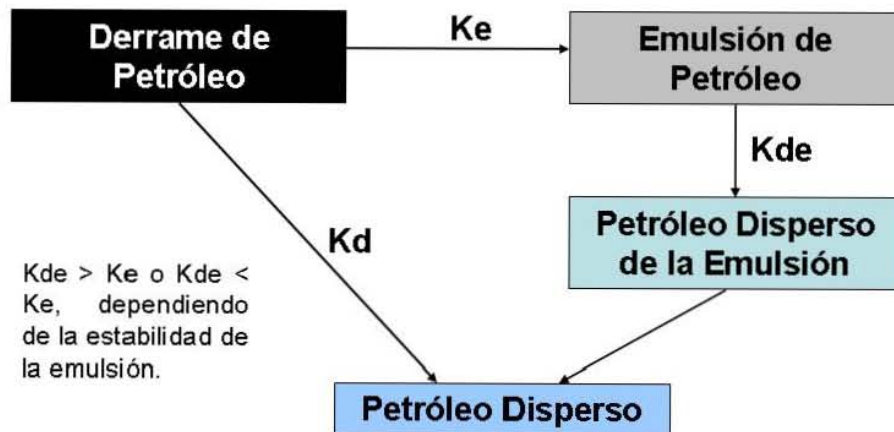 Derrame de
Petróleo
Ke
Emulsión de
Petróleo
Kde
Petróleo Disperso
de la Emulsión
Kd
Kde > Ke o Kde <
Ke, dependiendo
de la estabilidad de
la emulsión.
Petróleo Disperso